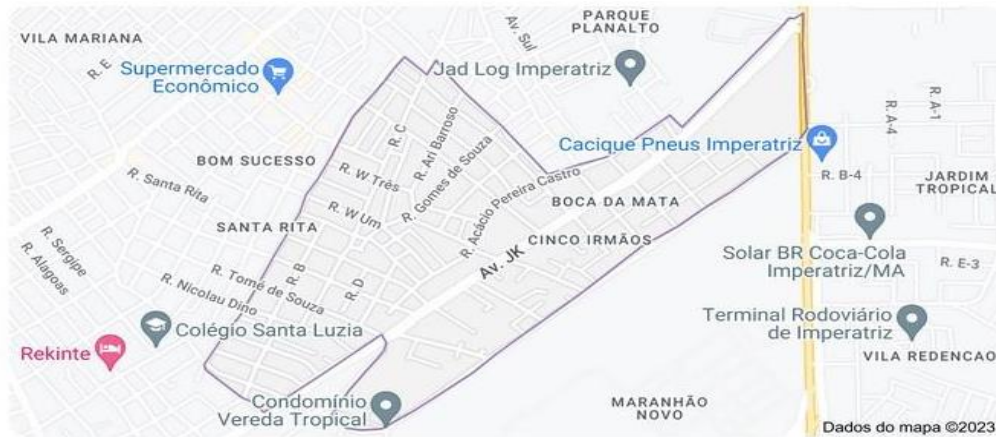 VILA MARIANA
R. E
Supermercado
Econômico
Av. Sul
PARQUE
PLANALTO
Jad Log Imperatriz
R. C
R. Ari Barroso
R. A-4
R. A-1
Cacique Pneus Imperatriz
BOM SUCESSO
R. W Três
R. Gomes de Souza
R. Santa Rita
R. Acácio Pereira Castro
R. B-4
JARDIM
TROPICAL
BOCA DA MATA
R. W Um
SANTA RITA
CINCO IRMÃOS
R. Sergipe
R. Alagoas
R. B
R. D
Av. JK
Solar BR Coca-Cola
Imperatriz/MA
R. E-3
R. Tomé de Souza
R. Nicolau Dino
Colégio Santa Luzia
Terminal Rodoviário
de Imperatriz
Rekinte
VILA REDENCAO
Condomínio
Vereda Tropical
MARANHÃO
NOVO
Dados do mapa ©2023